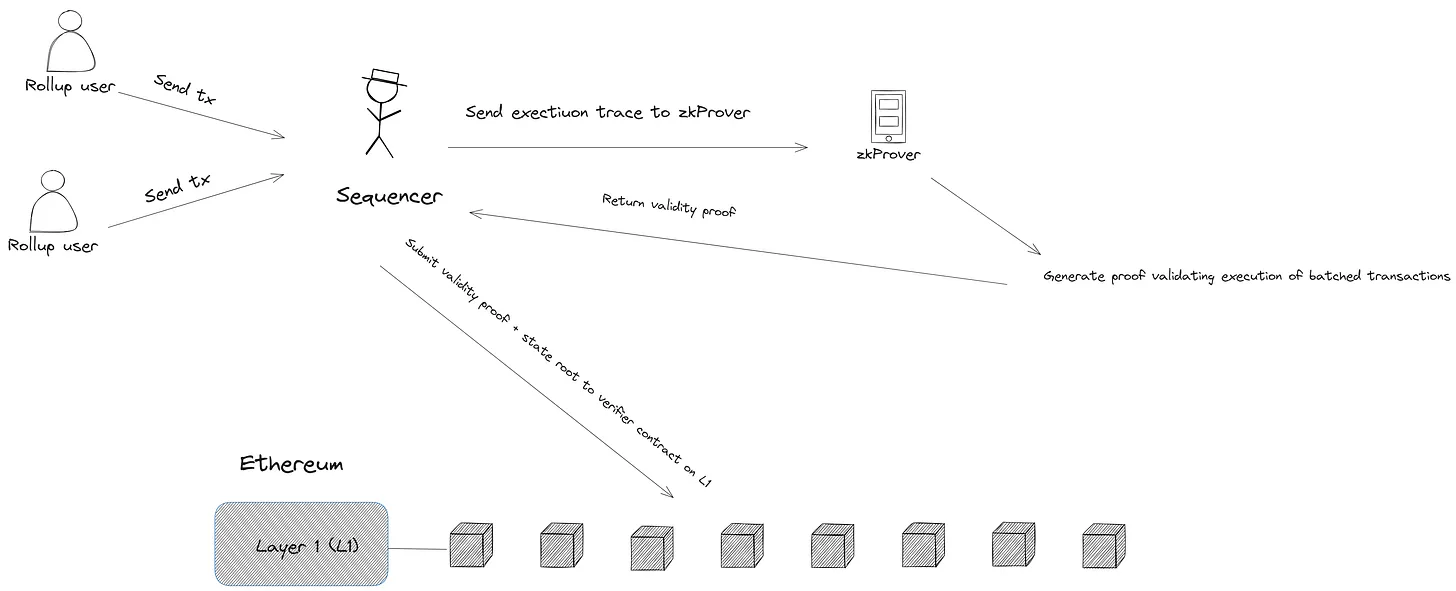 Rollup user
Send tx
Send exectiuon trace to zkProver
zkProver
Rollup user
Send tx
Sequencer
Return validity proof
Generate proof validating execution of batched transactions
Submit validity proof + state root to verifier contract on L1
Ethereum
Layer 1 (L1)